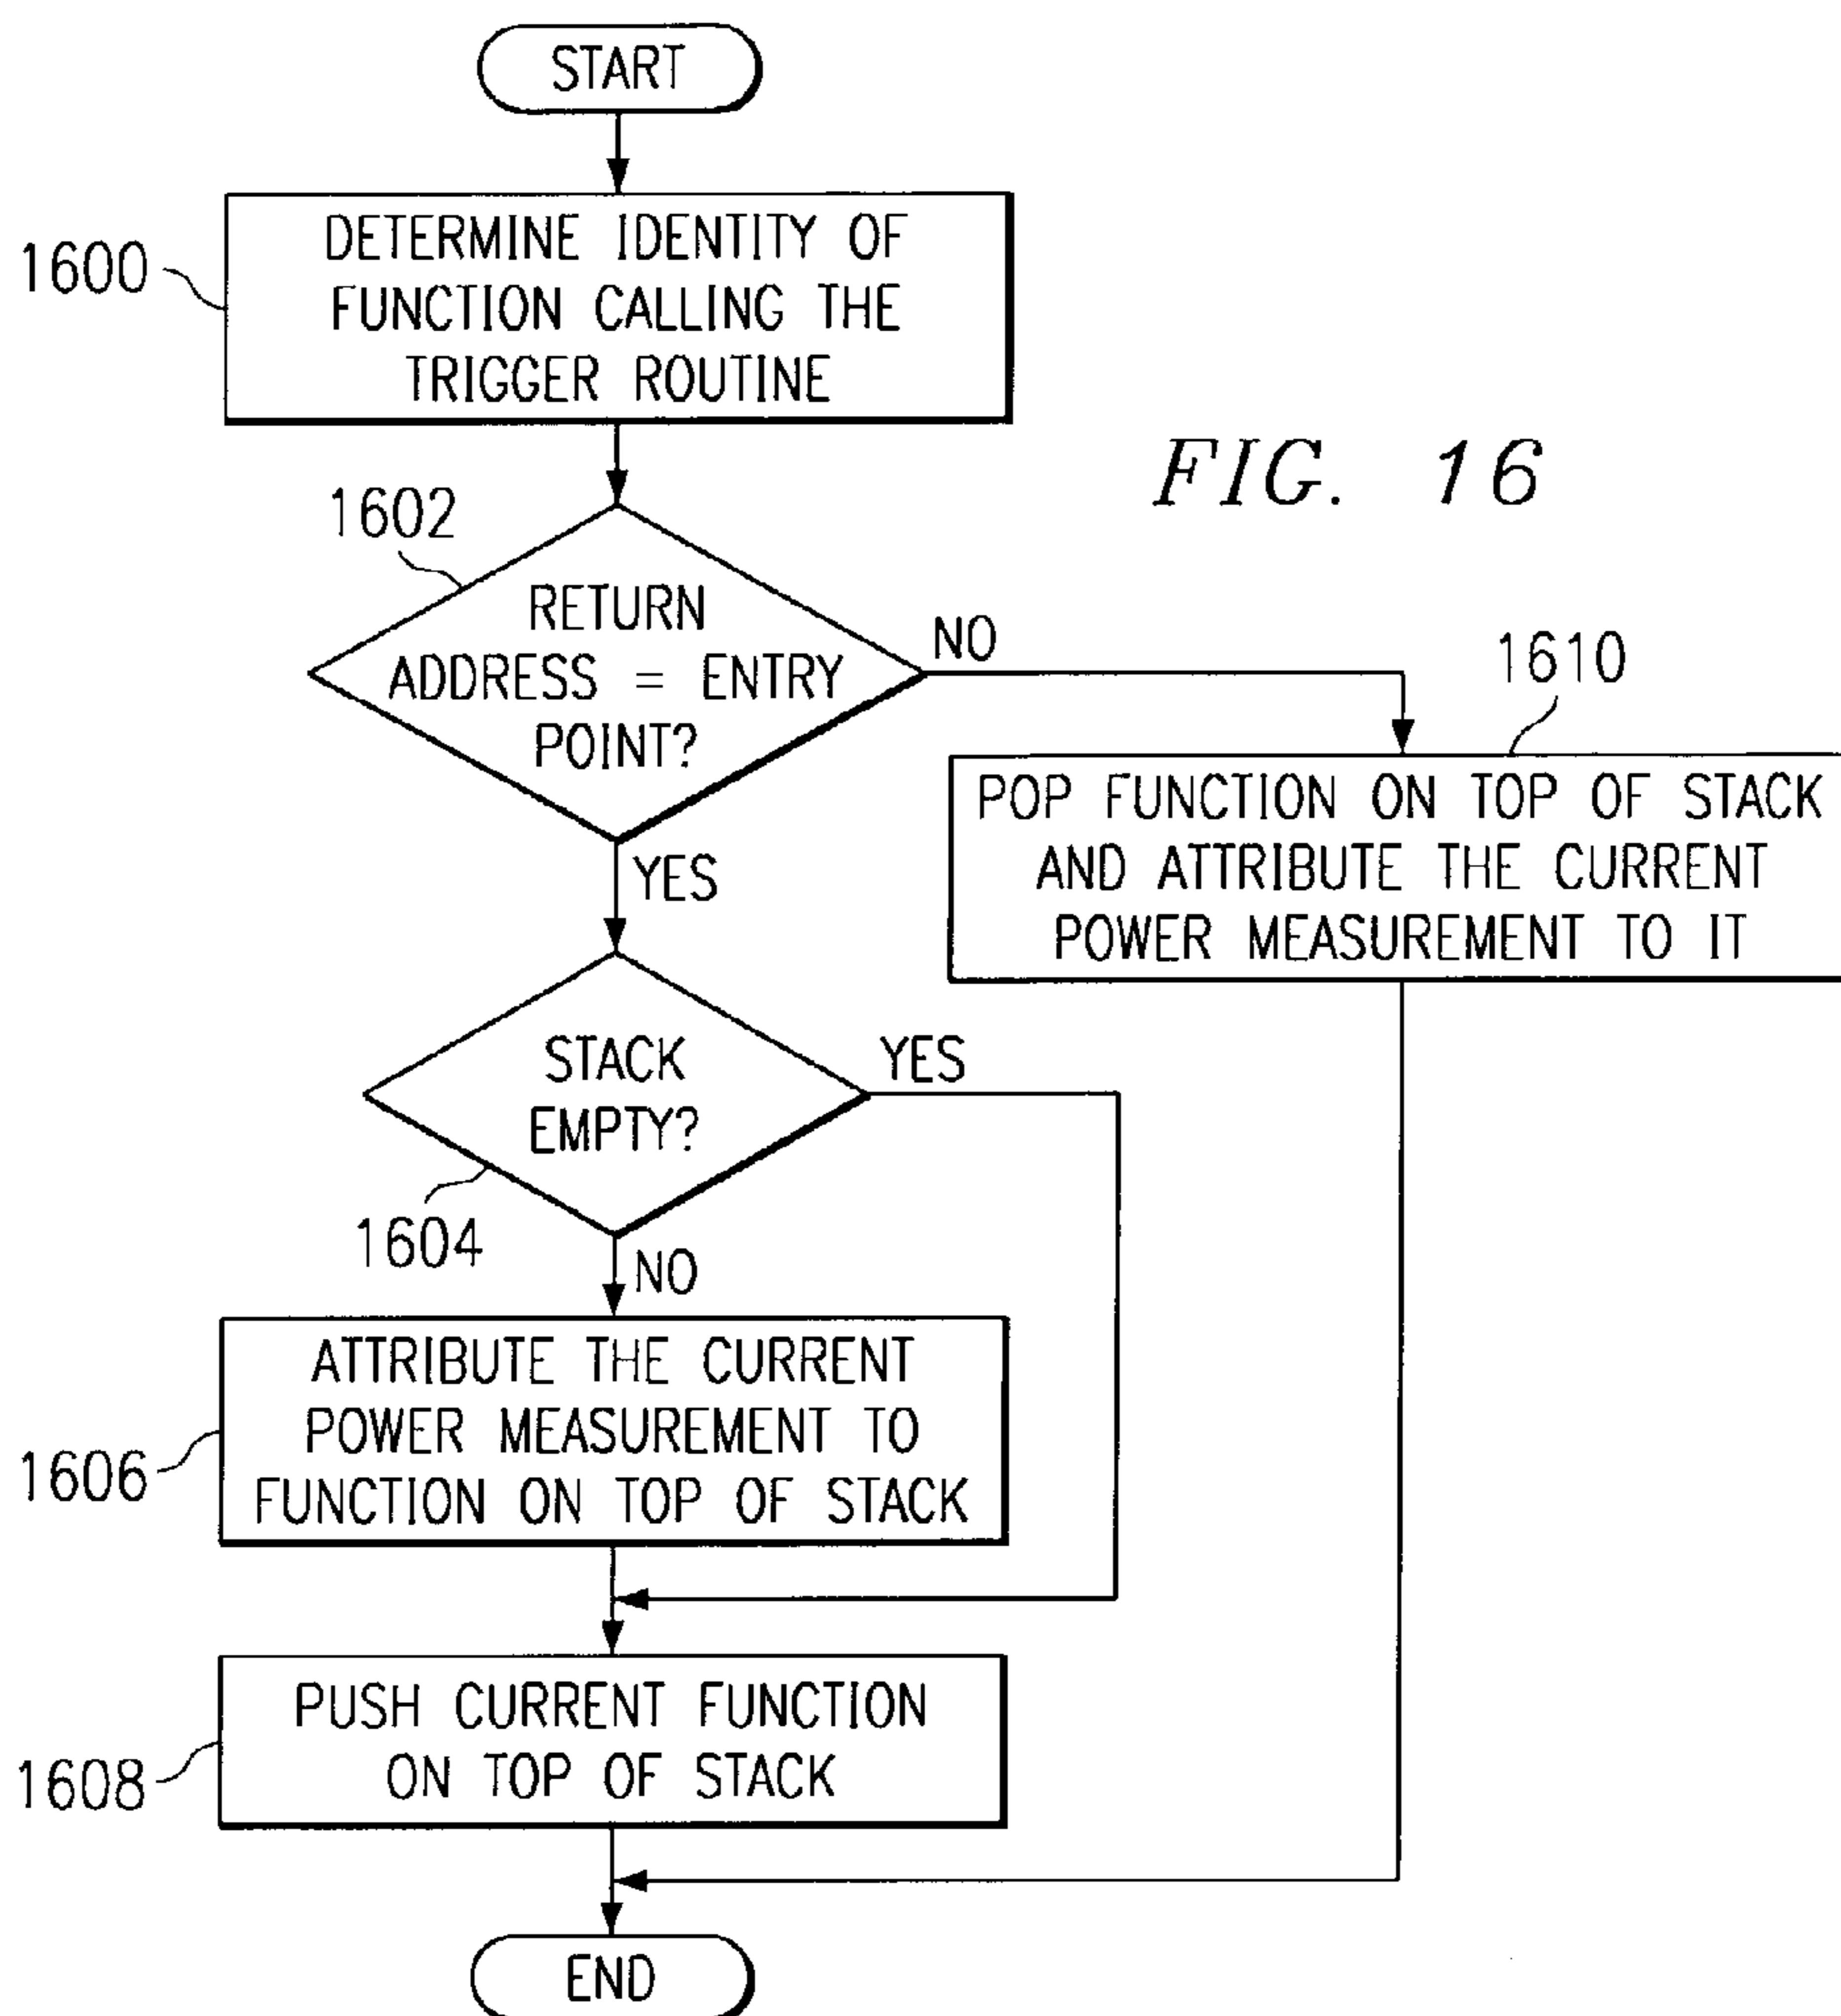 START
1600
DETERMINE IDENTITY OF
FUNCTION CALLING THE
TRIGGER ROUTINE
FIG. 16
1602
RETURN
ADDRESS = ENTRY
POINT?
NO
YES
1610
POP FUNCTION ON TOP OF STACK
AND ATTRIBUTE THE CURRENT
POWER MEASUREMENT TO IT
STACK
EMPTY?
YES
1604
NO
ATTRIBUTE THE CURRENT
POWER MEASUREMENT TO
FUNCTION ON TOP OF STACK
1606
PUSH CURRENT FUNCTION
ON TOP OF STACK
1608
END